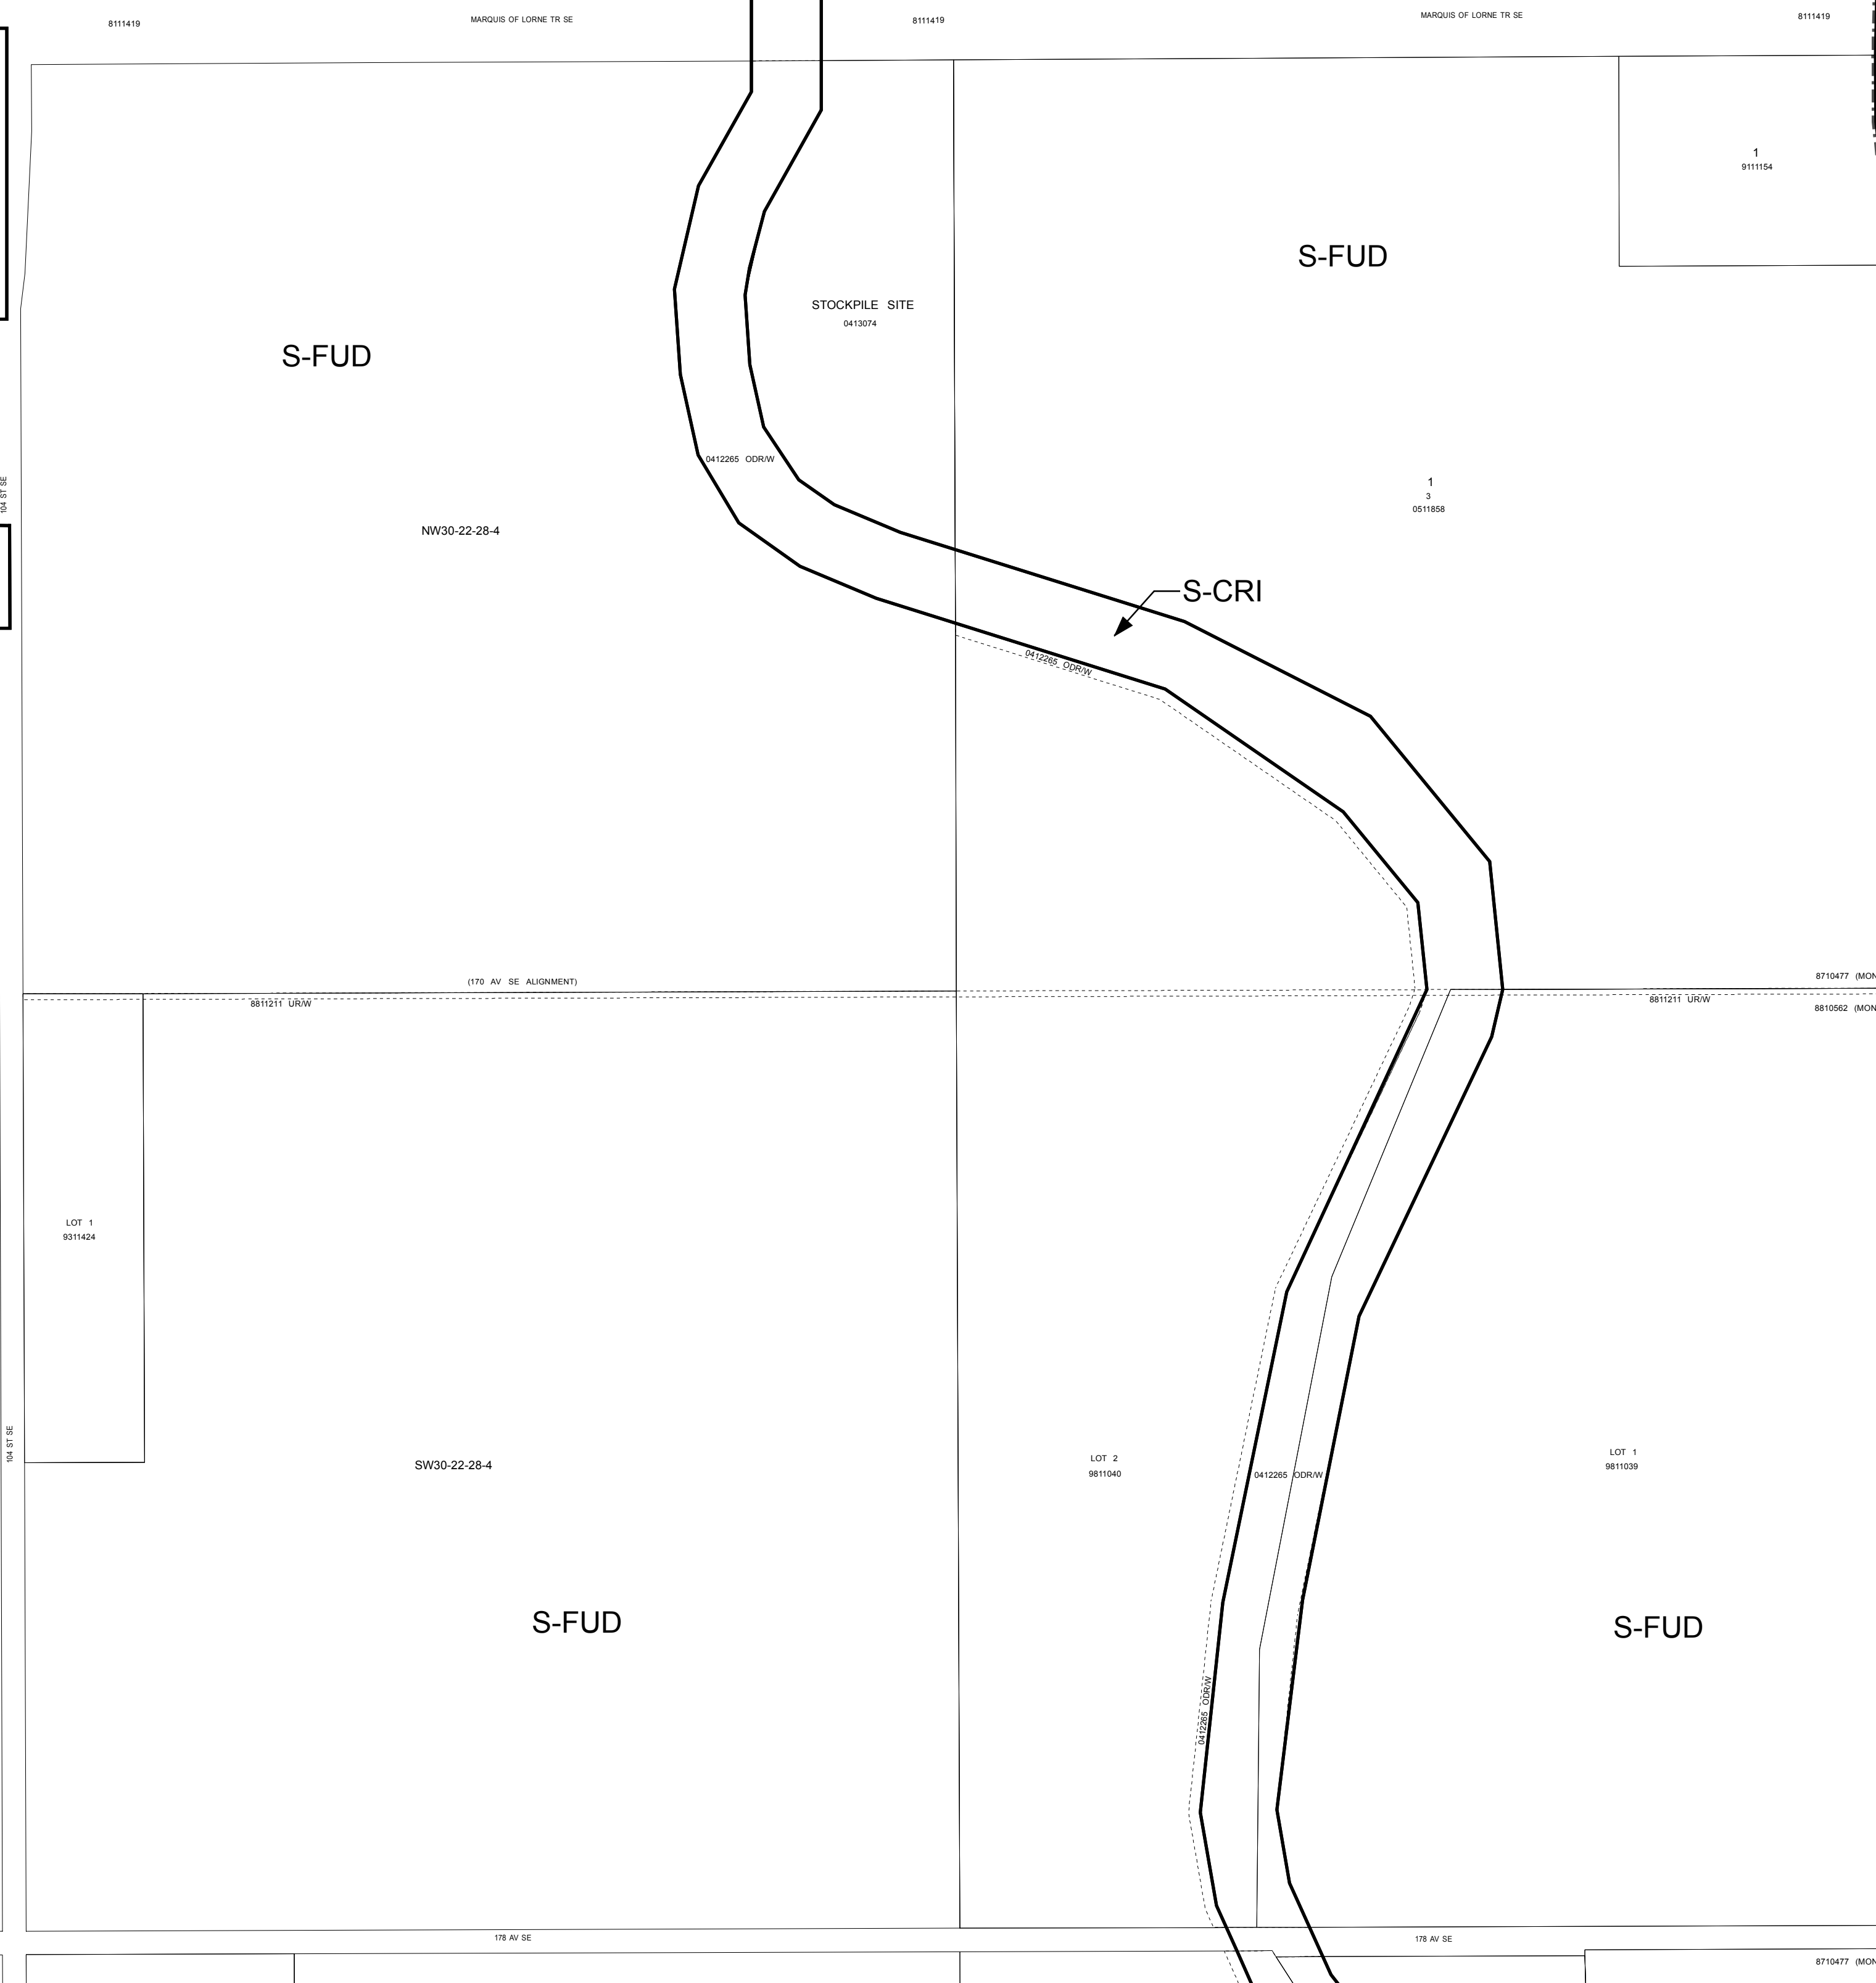 8111419
MARQUIS OF LORNE TR SE
8111419
MARQUIS OF LORNE TR SE
8111419
1
9111154
S-FUD
STOCKPILE SITE
0413074
S-FUD
0412265 ODR/W
104 ST SE
1
3
0511858
NW30-22-28-4
S-CRI
0412265 ODR/W
(170 AV SE ALIGNMENT)
8710477 (MON
8811211 UR/W
8811211 UR/W
8810562 (MON
LOT 1
9311424
104 ST SE
SW30-22-28-4
LOT 2
9811040
0412265 ODR/W
LOT 1
9811039
S-FUD
S-FUD
0412265 ODR/W
178 AV SE
178 AV SE
8710477 (MON